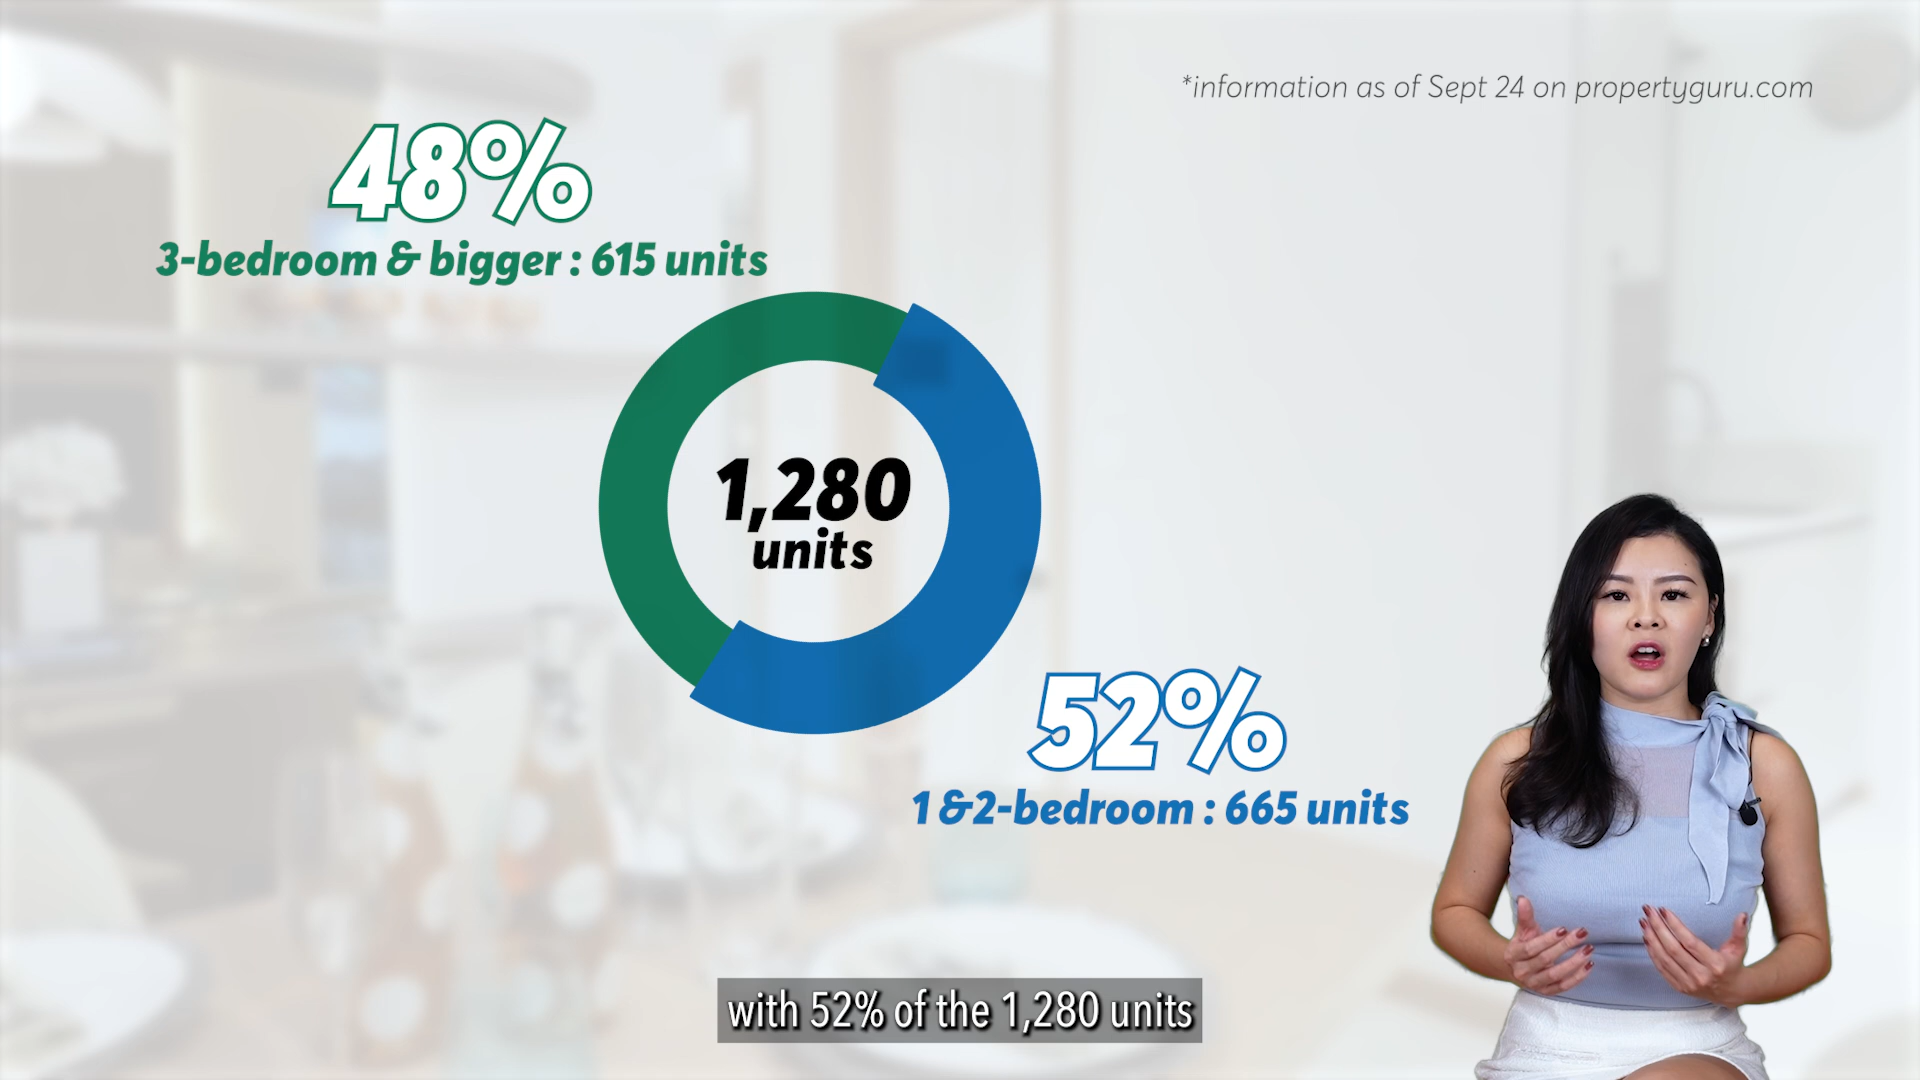 *information as of Sept 24 on propertyguru.com
48%
3-bedroom & bigger : 615 units
1,280
units
52%
1 &2-bedroom : 665 units
with 52% of the 1,280 units